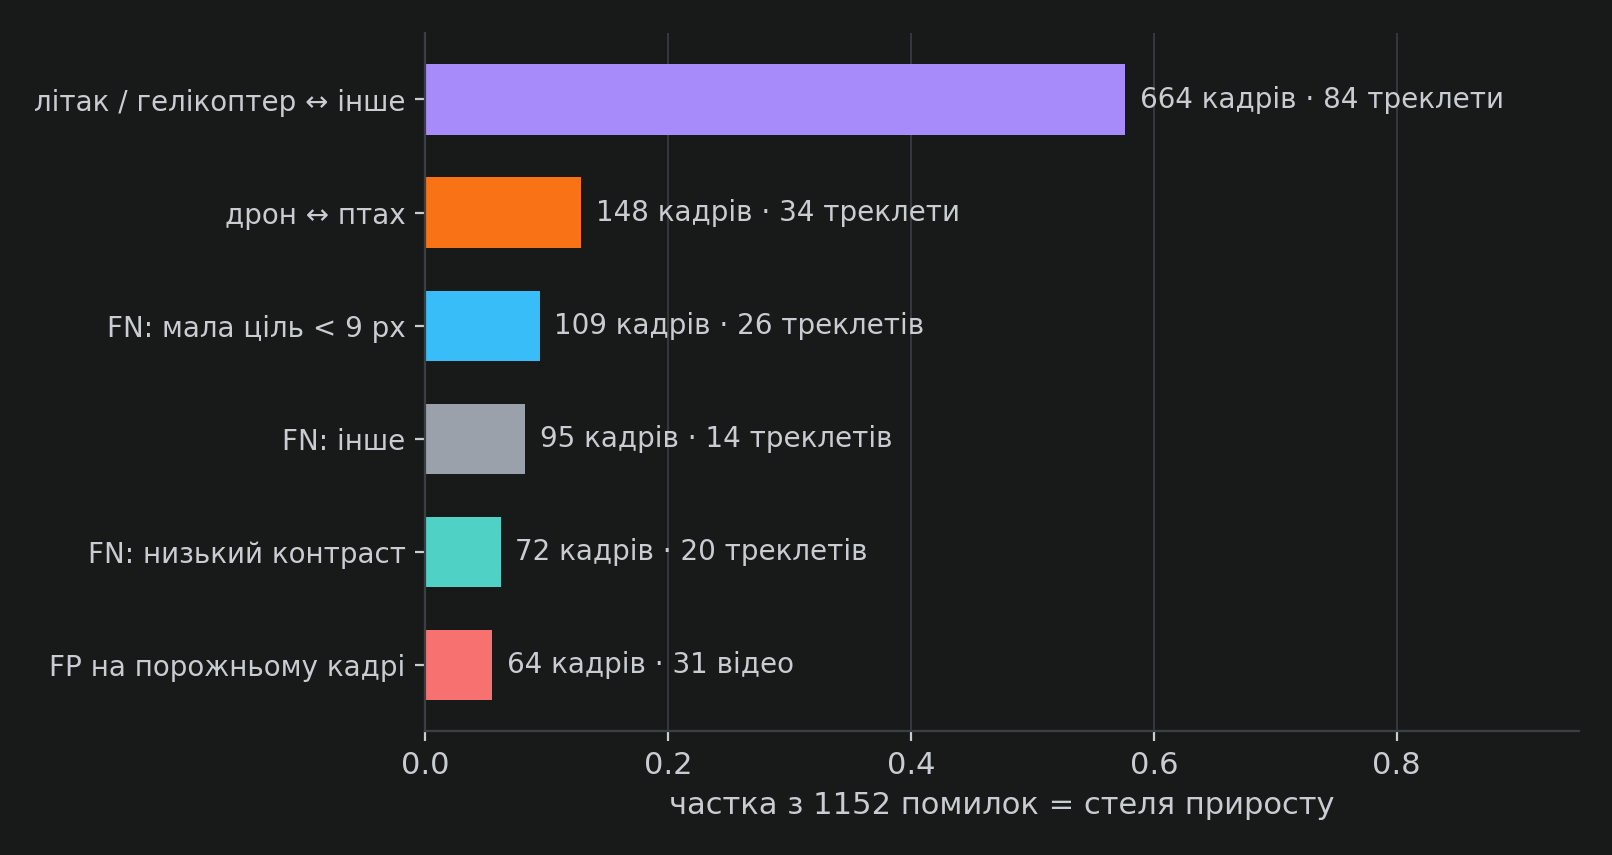 літак / гелікоптер ↔ інше
664 кадрів · 84 треклети
дрон ↔ птах
148 кадрів · 34 треклети
FN: мала ціль < 9 px
109 кадрів · 26 треклетів
FN: інше
95 кадрів · 14 треклетів
FN: низький контраст
72 кадрів · 20 треклетів
FP на порожньому кадрі
64 кадрів · 31 відео
0.0 0.2 0.4 0.6 0.8
частка з 1152 помилок = стеля приросту